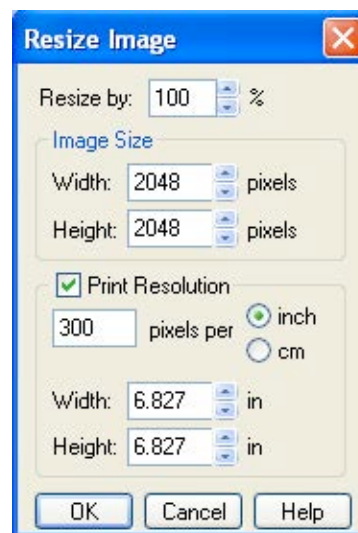 Resize Image
Resize by: 100 %
Image Size
Width: 2048 pixels
Height: 2048 pixels
Print Resolution
300 pixels per inch
cm
Width: 6.827 in
Height: 6.827 in
OK Cancel Help